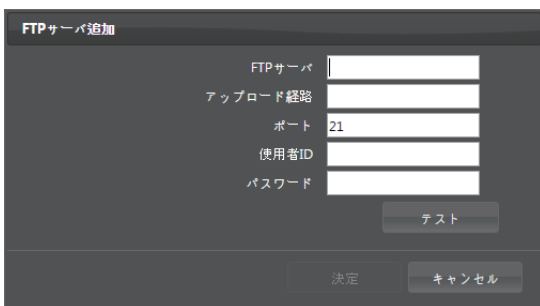 FTPサーバ追加
FTPサーバ
アップロード経路
ポート 21
使用者ID
パスワード
テスト
決定 キャンセル